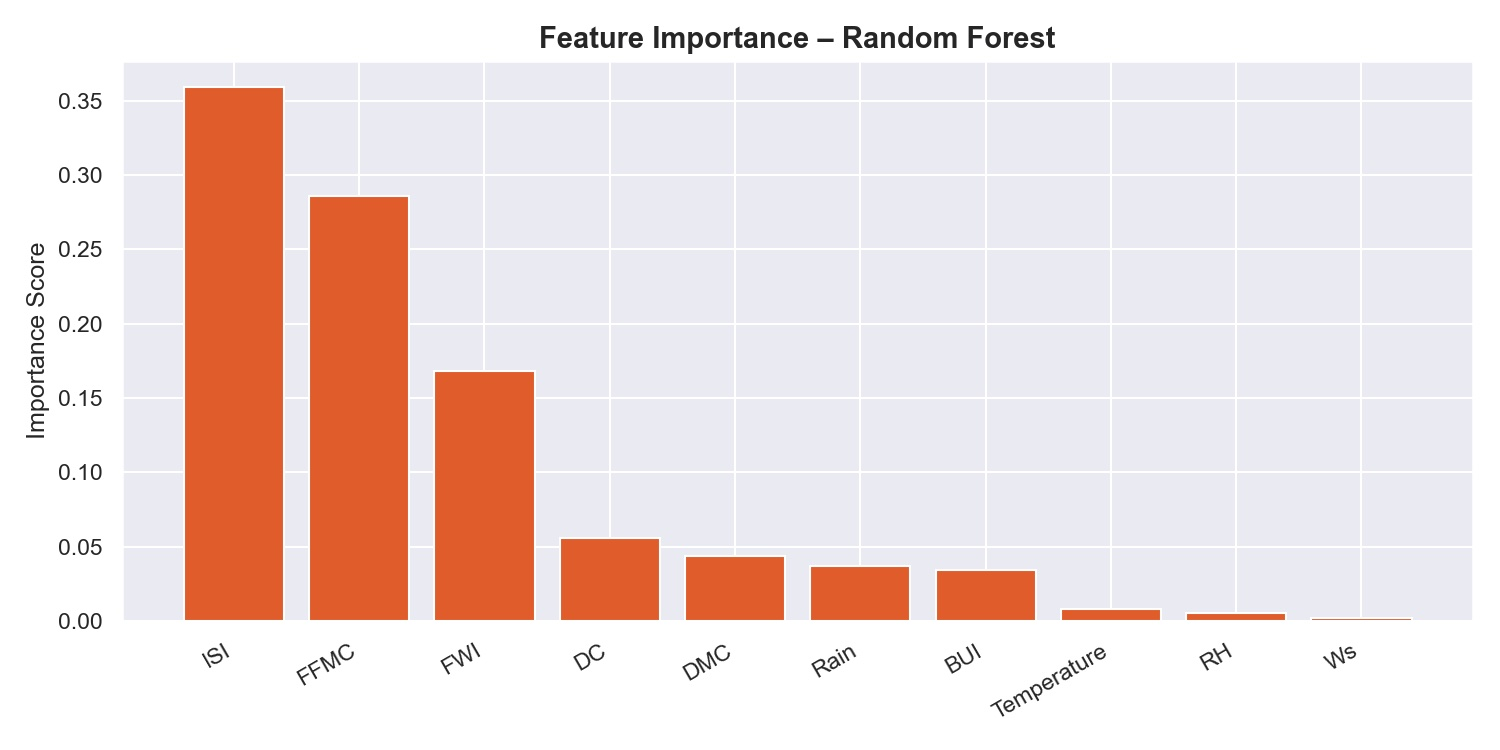 Feature Importance – Random Forest
Importance Score
0.35
0.30
0.25
0.20
0.15
0.10
0.05
0.00
ISI
FFMC
FWI
DC
DMC
Rain
BUI
Temperature
RH
Ws